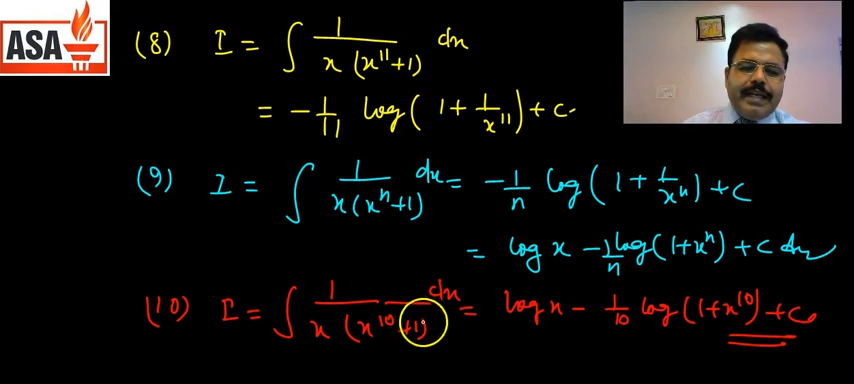 ASA
(8) I = ∫ 1/(x (x¹¹+1)) dx
= -1/11 log(1 + 1/x¹¹) + c
(9) I = ∫ 1/(x(xⁿ+1)) dx = -1/n log(1 + 1/xⁿ) + c
= log x - 1/n log(1+xⁿ) + c dx
(10) I = ∫ 1/(x (x¹⁰+1)) dx = log x - 1/10 log(1+x¹⁰) + c